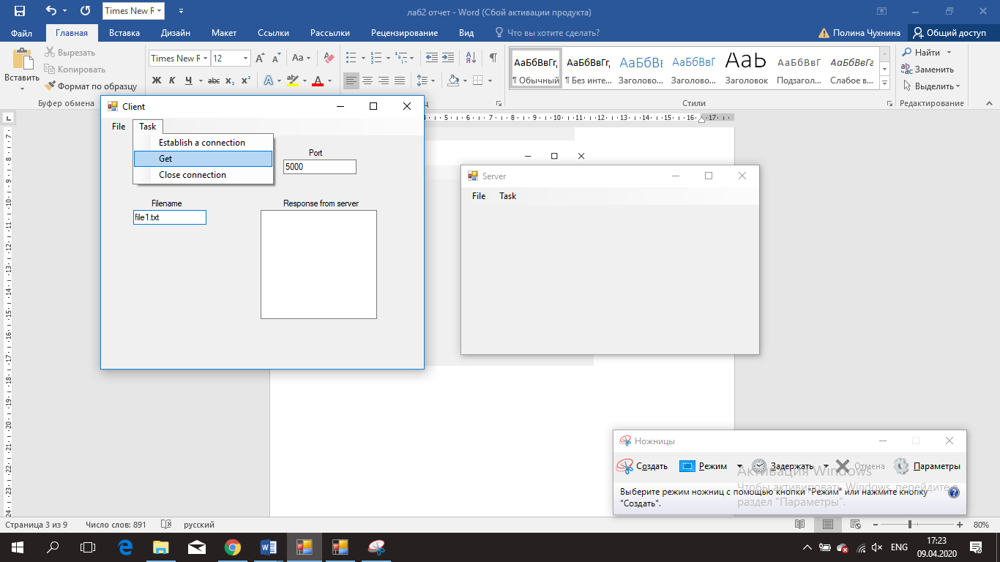 Times New R
лаб2 отчет - Word (Сбой активации продукта)
Файл Главная Вставка Дизайн Макет Ссылки Рассылки Рецензирование Вид Что вы хотите сделать? Полина Чухнина Общий доступ
Вставить
Вырезать
Копировать
Формат по образцу
Буфер обмена
Times New F 12 Aa
Ж К Ч abc x₂ x²
АаБбВвГг, АаБбВвГг, АаБбВв АаБбВвГ АаБ АаБбВвГ АаБбВвГг
¶ Обычный ¶ Без инте... Заголово... Заголово... Заголовок Подзагол... Слабое в...
Стили
Найти
Заменить
Выделить
Редактирование
Client
File Task
Establish a connection
Get
Close connection
Port
5000
Filename
file1.txt
Response from server
Server
File Task
Ножницы
Создать Режим Задержать Отмена Параметры
Выберите режим ножниц с помощью кнопки "Режим" или нажмите кнопку
"Создать".
Активация Windows
Чтобы активировать Windows, перейдите в
раздел "Параметры".
Страница 3 из 9 Число слов: 891 русский 80%
ENG
17:23
09.04.2020